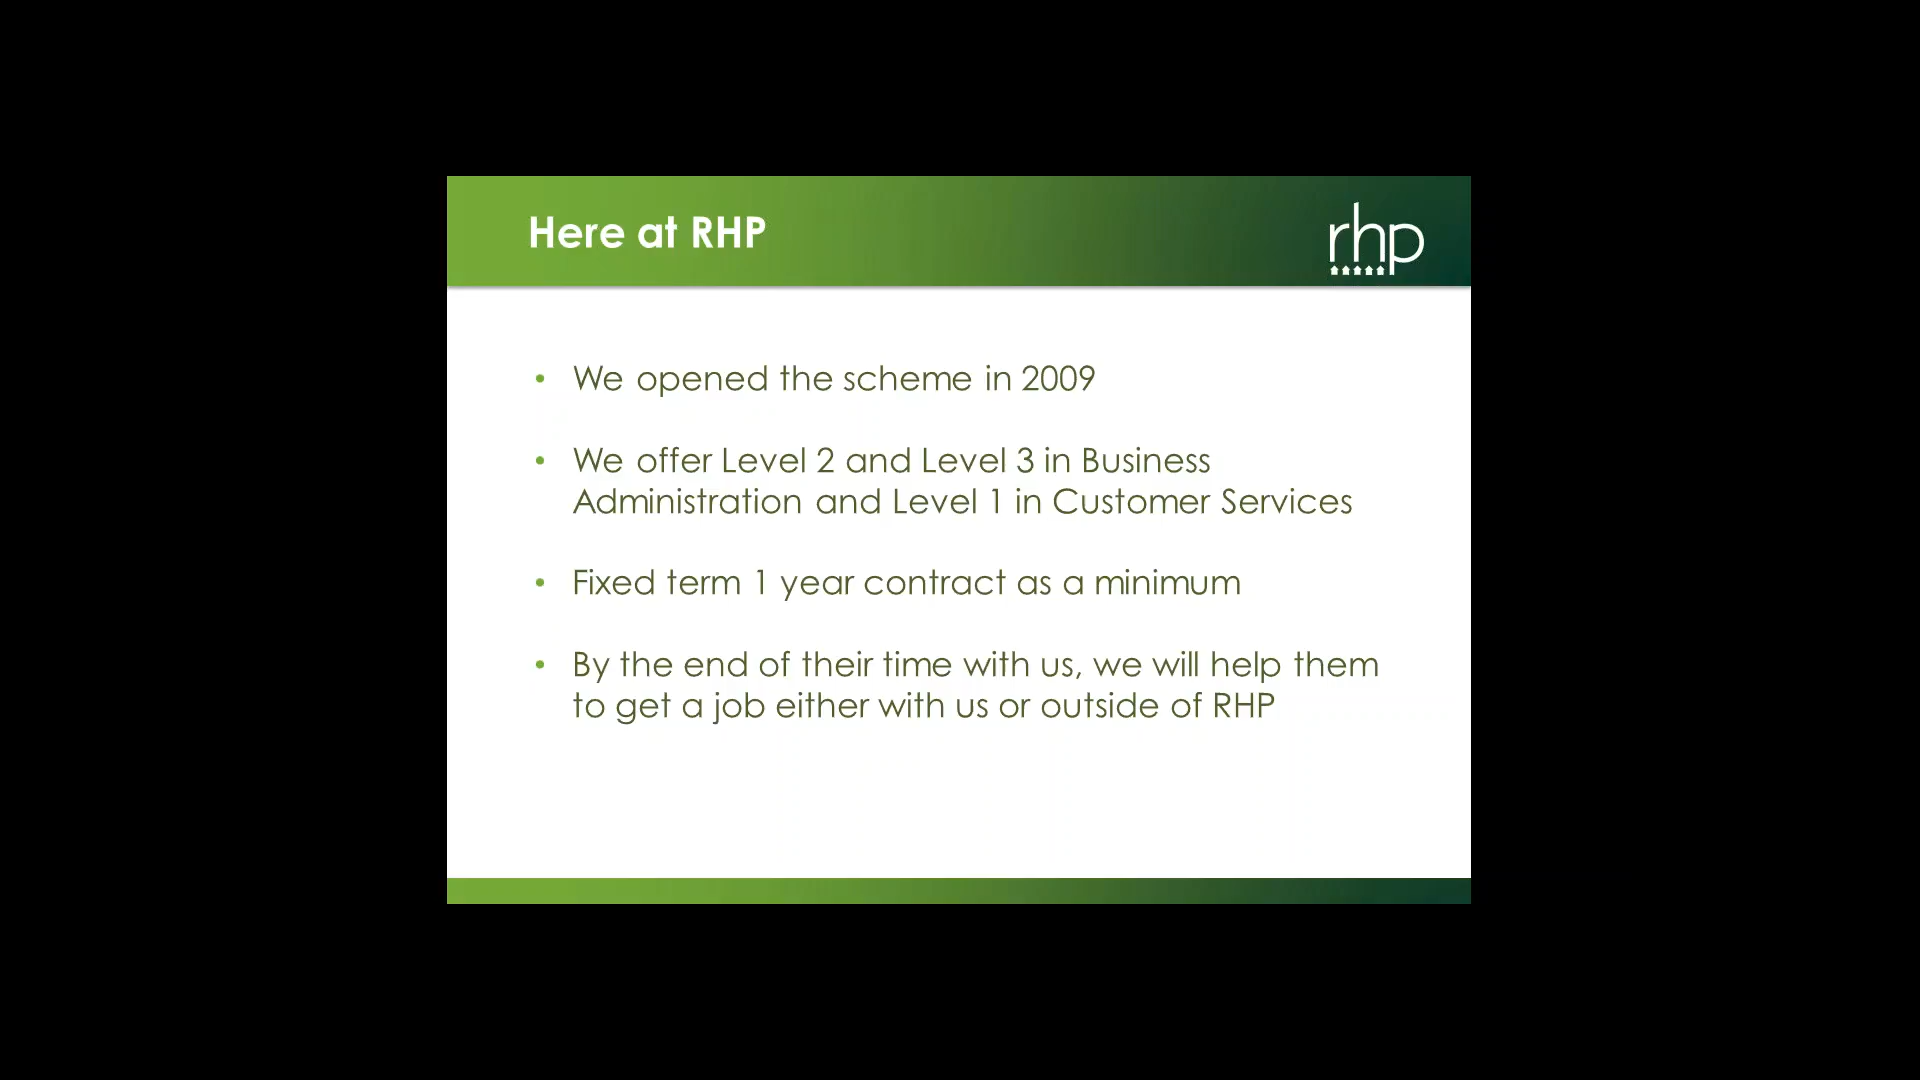 Here at RHP
rhp
• We opened the scheme in 2009
• We offer Level 2 and Level 3 in Business
Administration and Level 1 in Customer Services
• Fixed term 1 year contract as a minimum
• By the end of their time with us, we will help them
to get a job either with us or outside of RHP